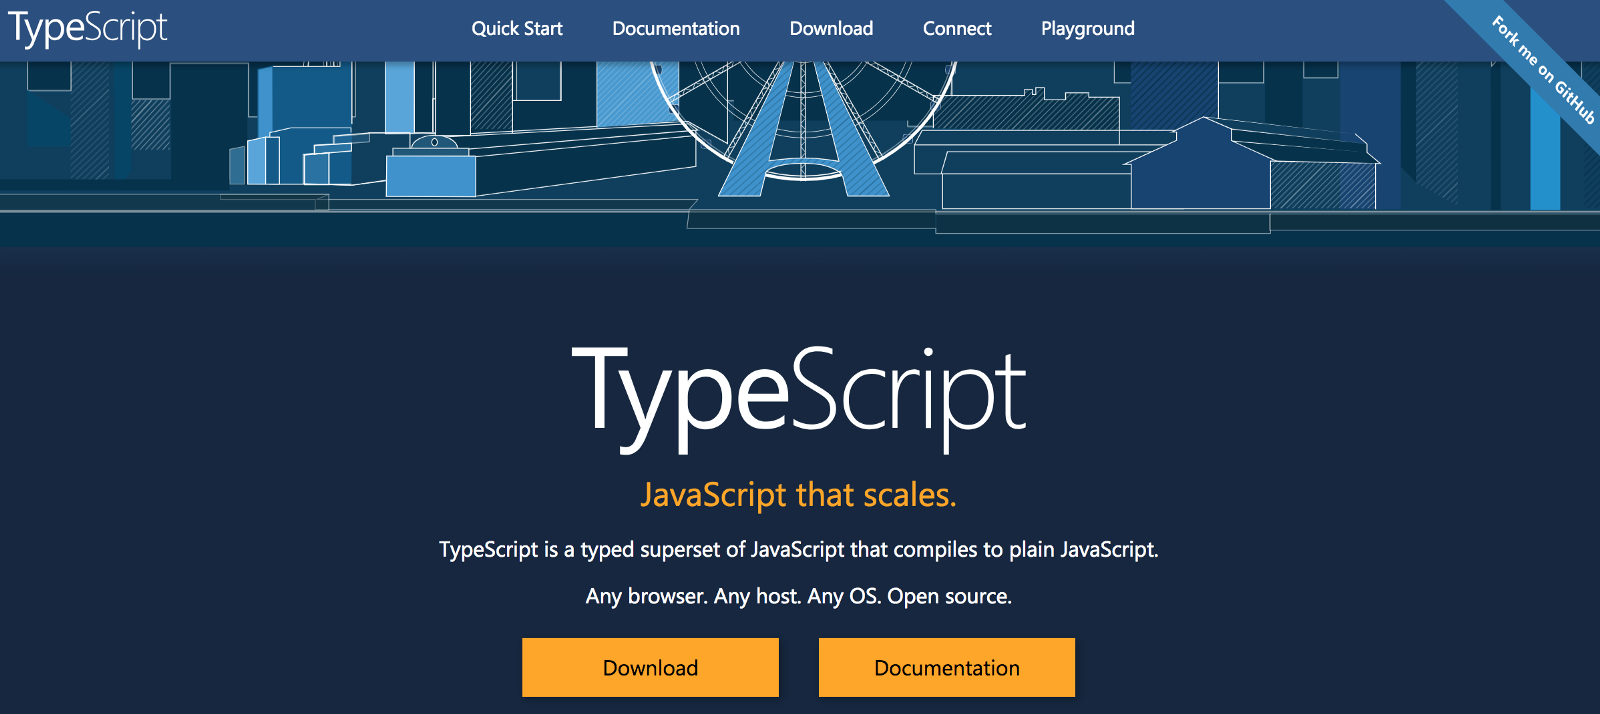 TypeScript
Quick Start
Documentation
Download
Connect
Playground
Fork me on GitHub
TypeScript
JavaScript that scales.
TypeScript is a typed superset of JavaScript that compiles to plain JavaScript.
Any browser. Any host. Any OS. Open source.
Download
Documentation